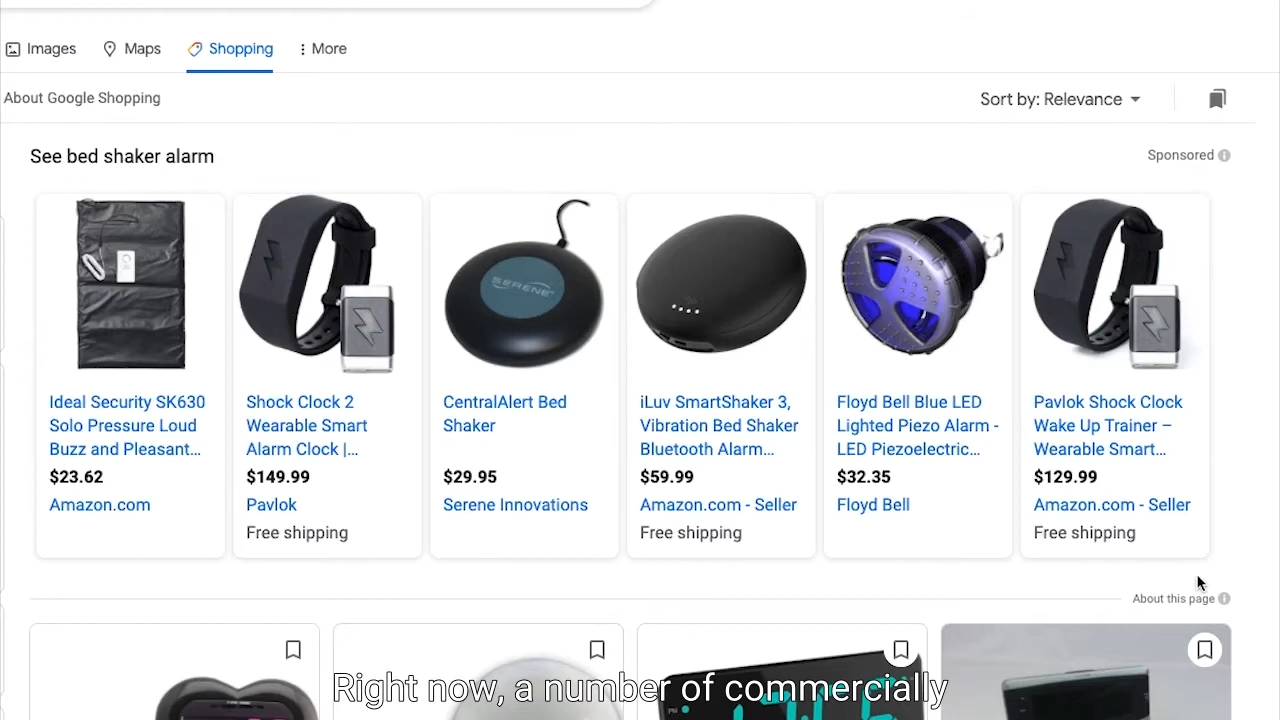 Images
Maps
Shopping
More
About Google Shopping
Sort by: Relevance
See bed shaker alarm
Sponsored
SERENE
Ideal Security SK630
Solo Pressure Loud
Buzz and Pleasant...
$23.62
Amazon.com
Shock Clock 2
Wearable Smart
Alarm Clock |...
$149.99
Pavlok
Free shipping
CentralAlert Bed
Shaker
$29.95
Serene Innovations
iLuv SmartShaker 3,
Vibration Bed Shaker
Bluetooth Alarm...
$59.99
Amazon.com - Seller
Free shipping
Floyd Bell Blue LED
Lighted Piezo Alarm -
LED Piezoelectric...
$32.35
Floyd Bell
Pavlok Shock Clock
Wake Up Trainer –
Wearable Smart...
$129.99
Amazon.com - Seller
Free shipping
About this page
Right now, a number of commercially